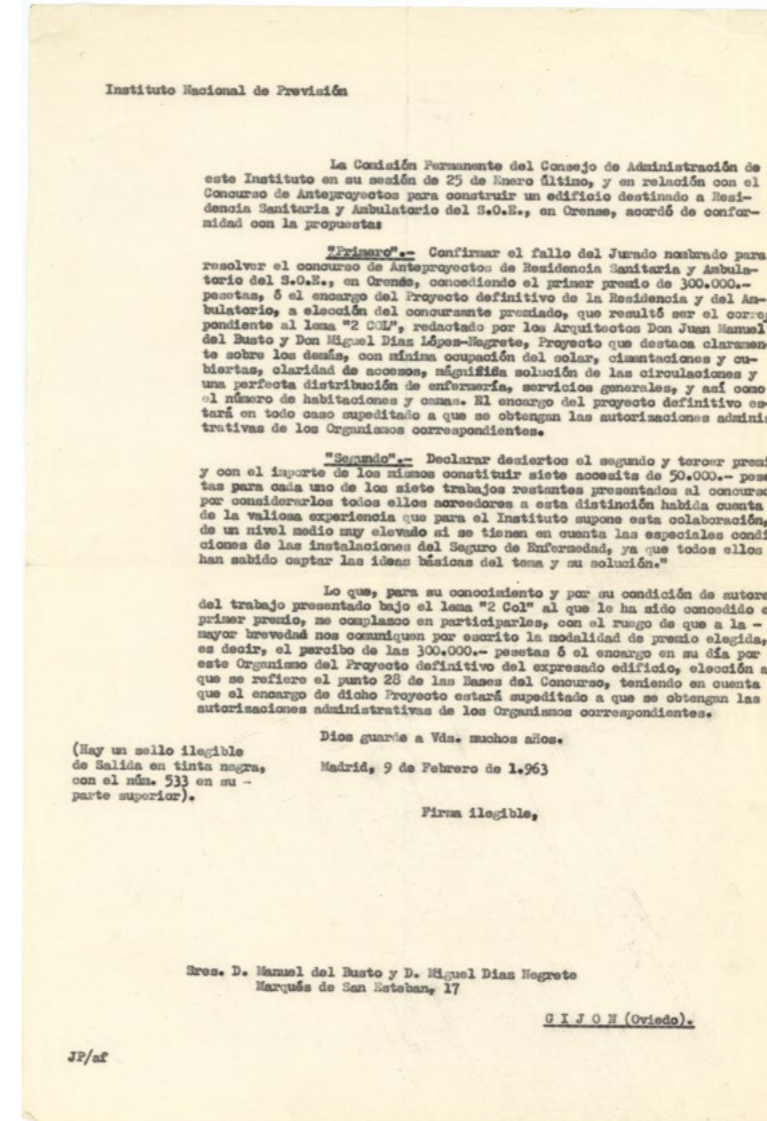 Instituto Nacional de Previsión
La Comisión Permanente del Consejo de Administración de
este Instituto en su sesión de 25 de Enero último, y en relación con el
Concurso de Anteproyectos para construir un edificio destinado a Resi-
dencia Sanitaria y Ambulatorio del S.O.E., en Orense, acordó de confor-
midad con la propuesta:
"Primero".- Confirmar el fallo del Jurado nombrado para
resolver el concurso de Anteproyectos de Residencia Sanitaria y Ambula-
torio del S.O.E., en Orense, concediendo el primer premio de 300.000.-
pesetas, ó el encargo del Proyecto definitivo de la Residencia y del Am-
bulatorio, a elección del concursante premiado, que resultó ser el corres
pondiente al lema "2 COL", redactado por los Arquitectos Don Juan Manuel
del Busto y Don Miguel Diaz López-Negrete, Proyecto que destaca claramen-
te sobre los demás, con mínima ocupación del solar, cimentaciones y cu-
biertas, claridad de accesos, mágnifida solución de las circulaciones y
una perfecta distribución de enfermería, servicios generales, y así como
el número de habitaciones y camas. El encargo del proyecto definitivo es-
tará en todo caso supeditado a que se obtengan las autorizaciones adminis
trativas de los Organismos correspondientes.
"Segundo".- Declarar desiertos el segundo y tercer premi
y con el importe de los mismos constituir siete accesits de 50.000.- pese
tas para cada uno de los siete trabajos restantes presentados al concurso
por considerarlos todos ellos acreedores a esta distinción habida cuenta
de la valiosa experiencia que para el Instituto supone esta colaboración,
de un nivel medio muy elevado si se tienen en cuenta las especiales condi
ciones de las instalaciones del Seguro de Enfermedad, ya que todos ellos
han sabido captar las ideas básicas del tema y su solución."
Lo que, para su conocimiento y por su condición de autore
del trabajo presentado bajo el lema "2 Col" al que le ha sido concedido e
primer premio, me complasco en participarles, con el ruego de que a la -
mayor brevedad nos comuniquen por escrito la modalidad de premio elegida,
es decir, el percibo de las 300.000.- pesetas ó el encargo en su día por
este Organismo del Proyecto definitivo del expresado edificio, elección a
que se refiere el punto 28 de las Bases del Concurso, teniendo en cuenta
que el encargo de dicho Proyecto estará supeditado a que se obtengan las
autorizaciones administrativas de los Organismos correspondientes.
Dios guarde a Vds. muchos años.
(Hay un sello ilegible
de Salida en tinta negra,
con el núm. 533 en su -
parte superior).
Madrid, 9 de Febrero de 1.963
Firma ilegible,
Sres. D. Manuel del Busto y D. Miguel Diaz Negrete
Marqués de San Esteban, 17
G I J O N (Oviedo).
JP/af